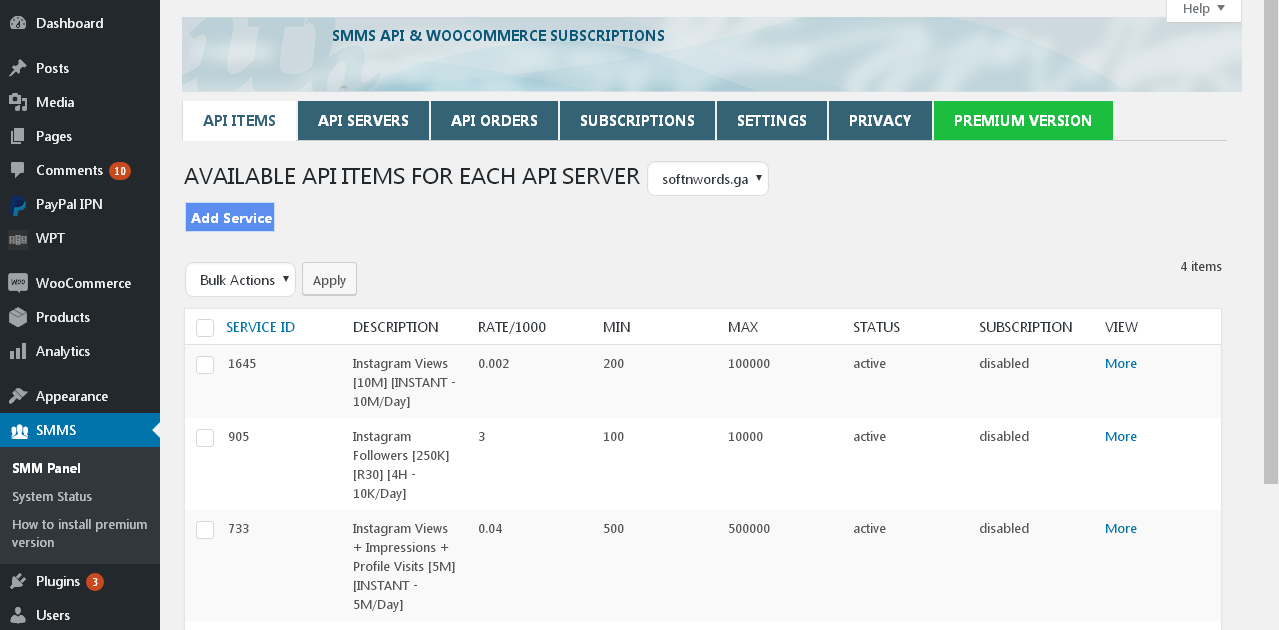 Dashboard
Posts
Media
Pages
Comments 10
PayPal IPN
WPT
WooCommerce
Products
Analytics
Appearance
SMMS
SMM Panel
System Status
How to install premium
version
Plugins 3
Users
Help
SMMS API & WOOCOMMERCE SUBSCRIPTIONS
API ITEMS API SERVERS API ORDERS SUBSCRIPTIONS SETTINGS PRIVACY PREMIUM VERSION
AVAILABLE API ITEMS FOR EACH API SERVER softnwords.ga
Add Service
4 items
Bulk Actions Apply
SERVICE ID DESCRIPTION RATE/1000 MIN MAX STATUS SUBSCRIPTION VIEW
1645 Instagram Views 0.002 200 100000 active disabled More
[10M] [INSTANT -
10M/Day]
905 Instagram 3 100 10000 active disabled More
Followers [250K]
[R30] [4H -
10K/Day]
733 Instagram Views 0.04 500 500000 active disabled More
+ Impressions +
Profile Visits [5M]
[INSTANT -
5M/Day]